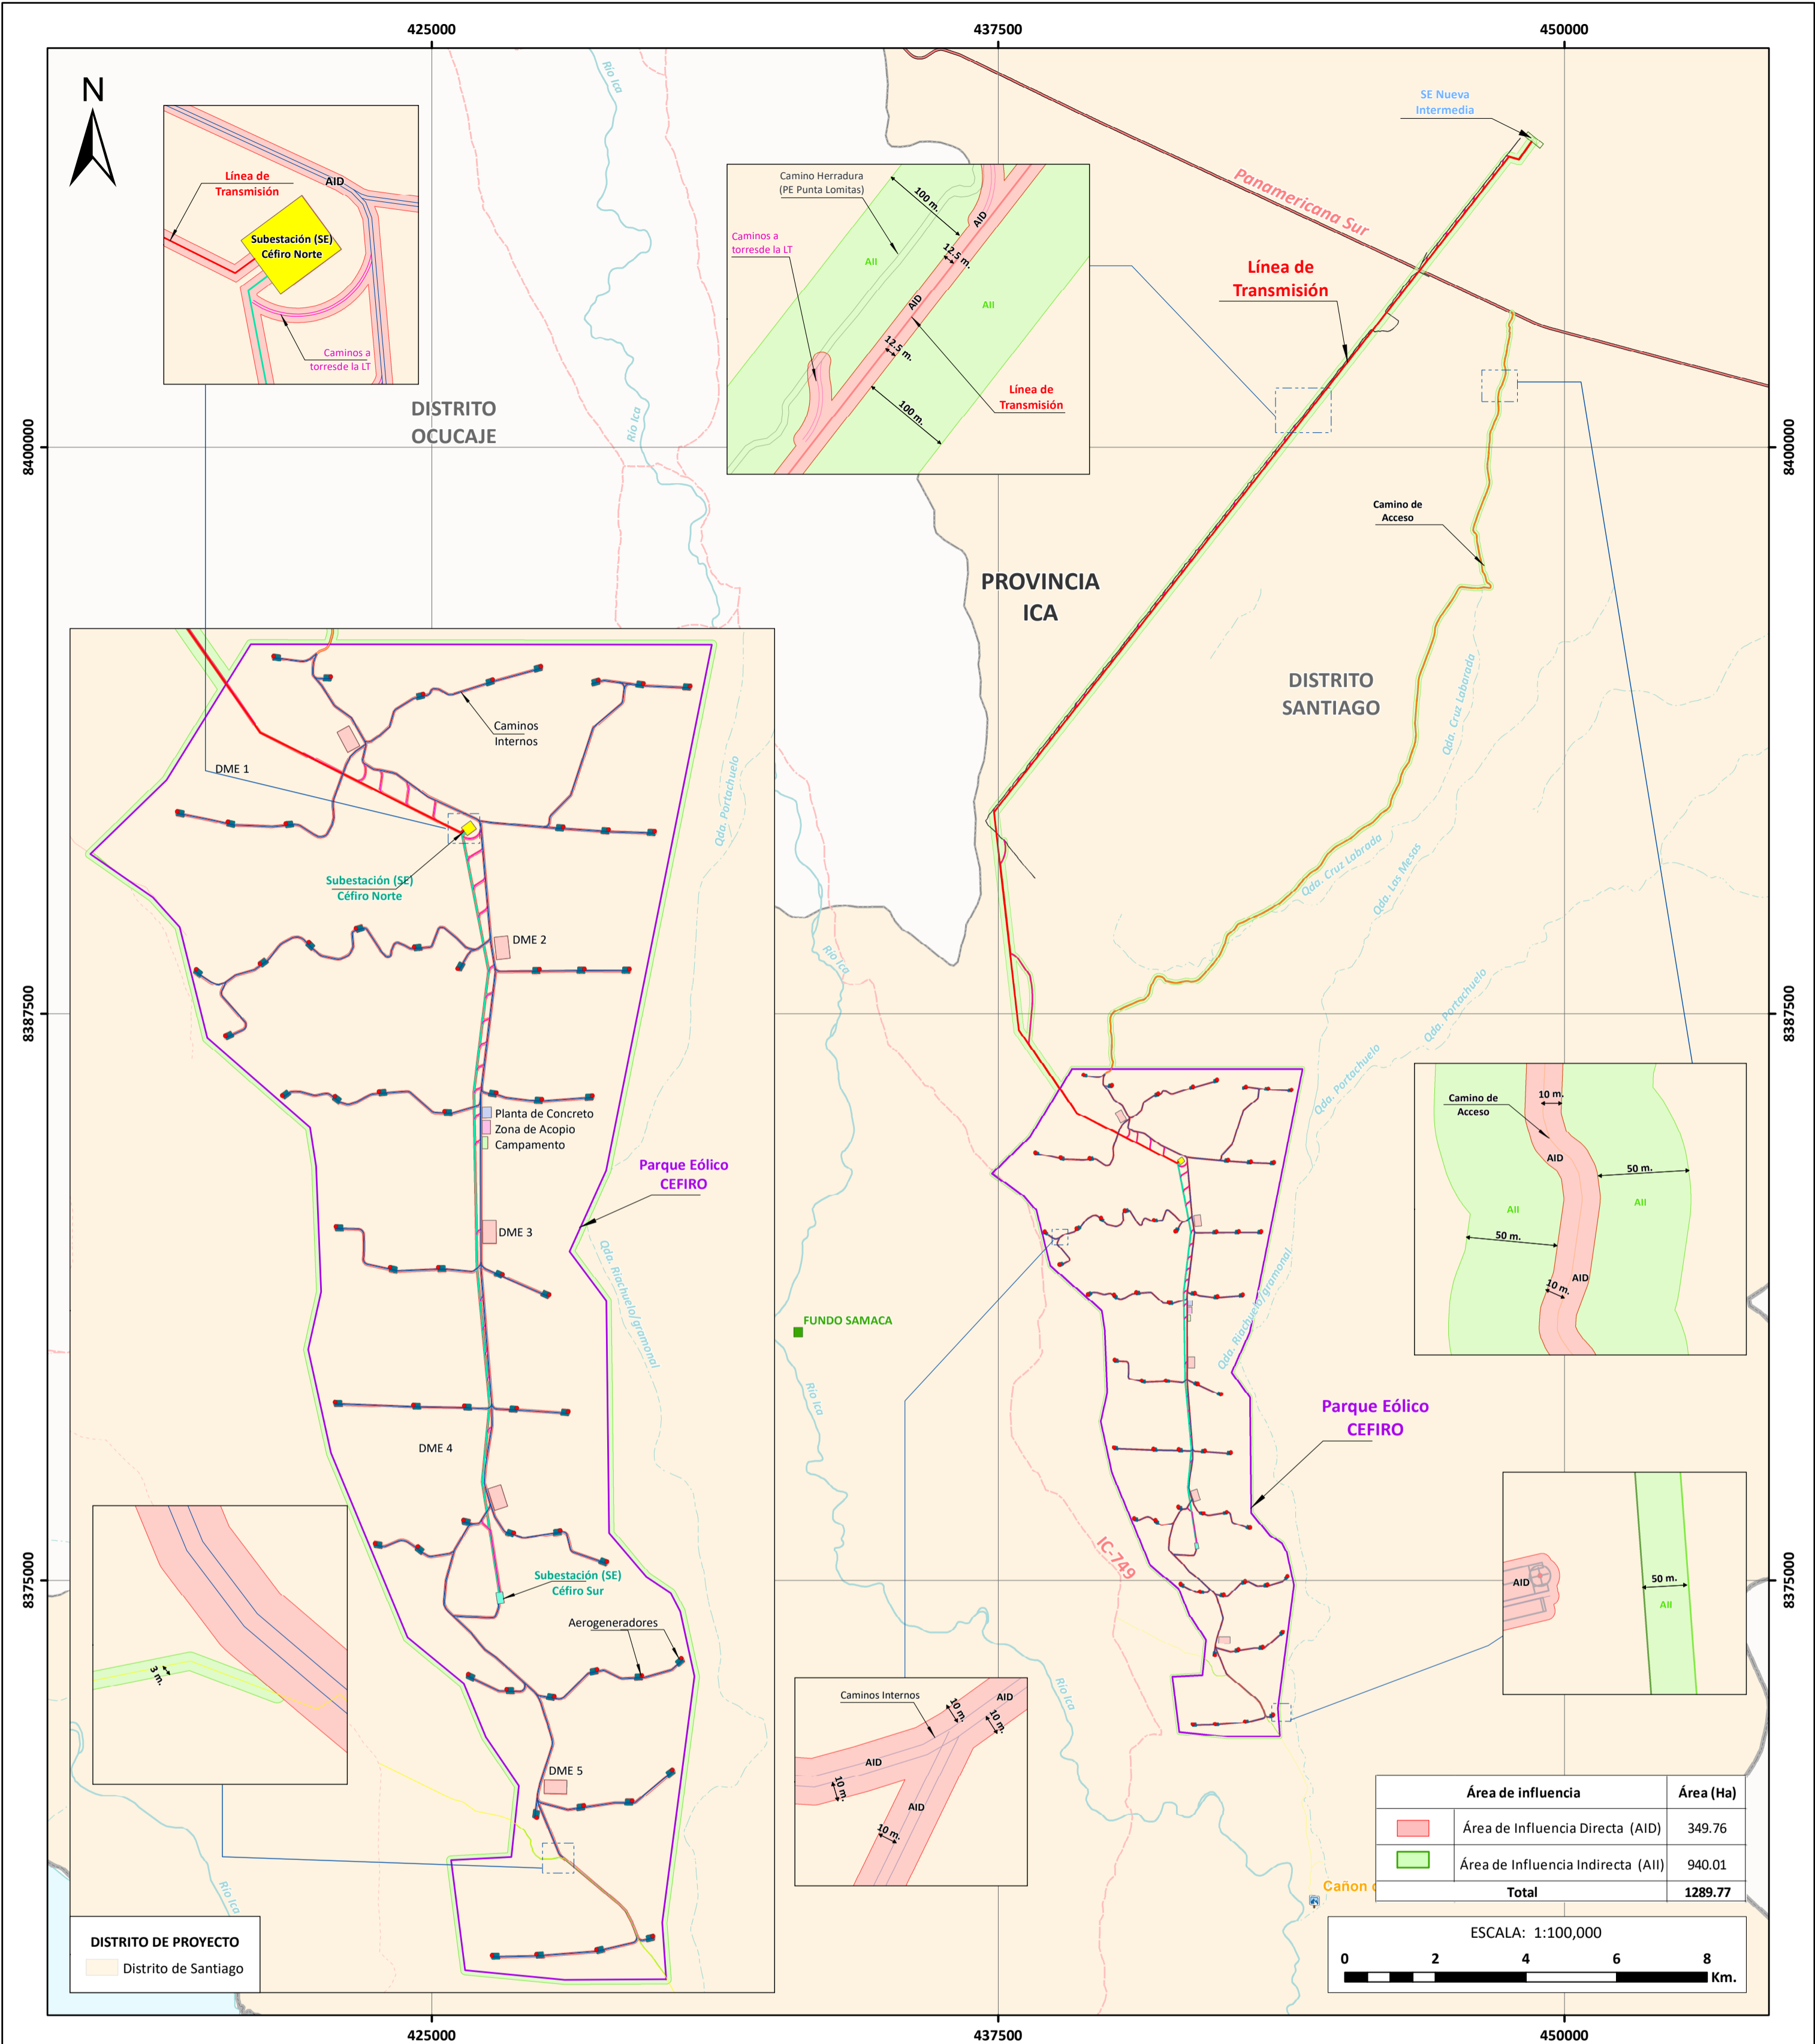 425000
437500
450000
N
Río Ica
SE Nueva
Intermedia
Línea de
Transmisión
AID
Subestación (SE)
Céfiro Norte
Caminos a
torresde la LT
Camino Herradura
(PE Punta Lomitas)
100 m.
AID
Caminos a
torresde la LT
AII
12.5 m.
AII
AID
12.5 m.
Línea de
Transmisión
100 m.
Panamericana Sur
Línea de
Transmisión
DISTRITO
OCUCAJE
Río Ica
8400000
8400000
Camino de
Acceso
PROVINCIA
ICA
DISTRITO
SANTIAGO
Qda. Cruz Labarada
Qda. Cruz Labrada
Qda. Las Mesas
Qda. Portachuelo
Qda. Portachuelo
Río Ica
Caminos
Internos
DME 1
Qda. Portachuelo
Subestación (SE)
Céfiro Norte
DME 2
8387500
8387500
Planta de Concreto
Zona de Acopio
Campamento
Parque Eólico
CEFIRO
DME 3
Qda. Riachuelo/gramonal
DME 4
Subestación (SE)
Céfiro Sur
Aerogeneradores
3 m.
DME 5
Río Ica
DISTRITO DE PROYECTO
Distrito de Santiago
FUNDO SAMACA
Río Ica
Qda. Riachuelo/gramonal
10 m.
Camino de
Acceso
AID
50 m.
AII
AII
50 m.
AID
10 m.
Parque Eólico
CEFIRO
IC-749
8375000
8375000
AID
50 m.
AII
Río Ica
Caminos Internos
AID
10 m.
10 m.
AID
10 m.
AID
10 m.
Cañon
Área de influencia Área (Ha)
Área de Influencia Directa (AID) 349.76
Área de Influencia Indirecta (AII) 940.01
Total 1289.77
ESCALA: 1:100,000
0 2 4 6 8
Km.
425000
437500
450000